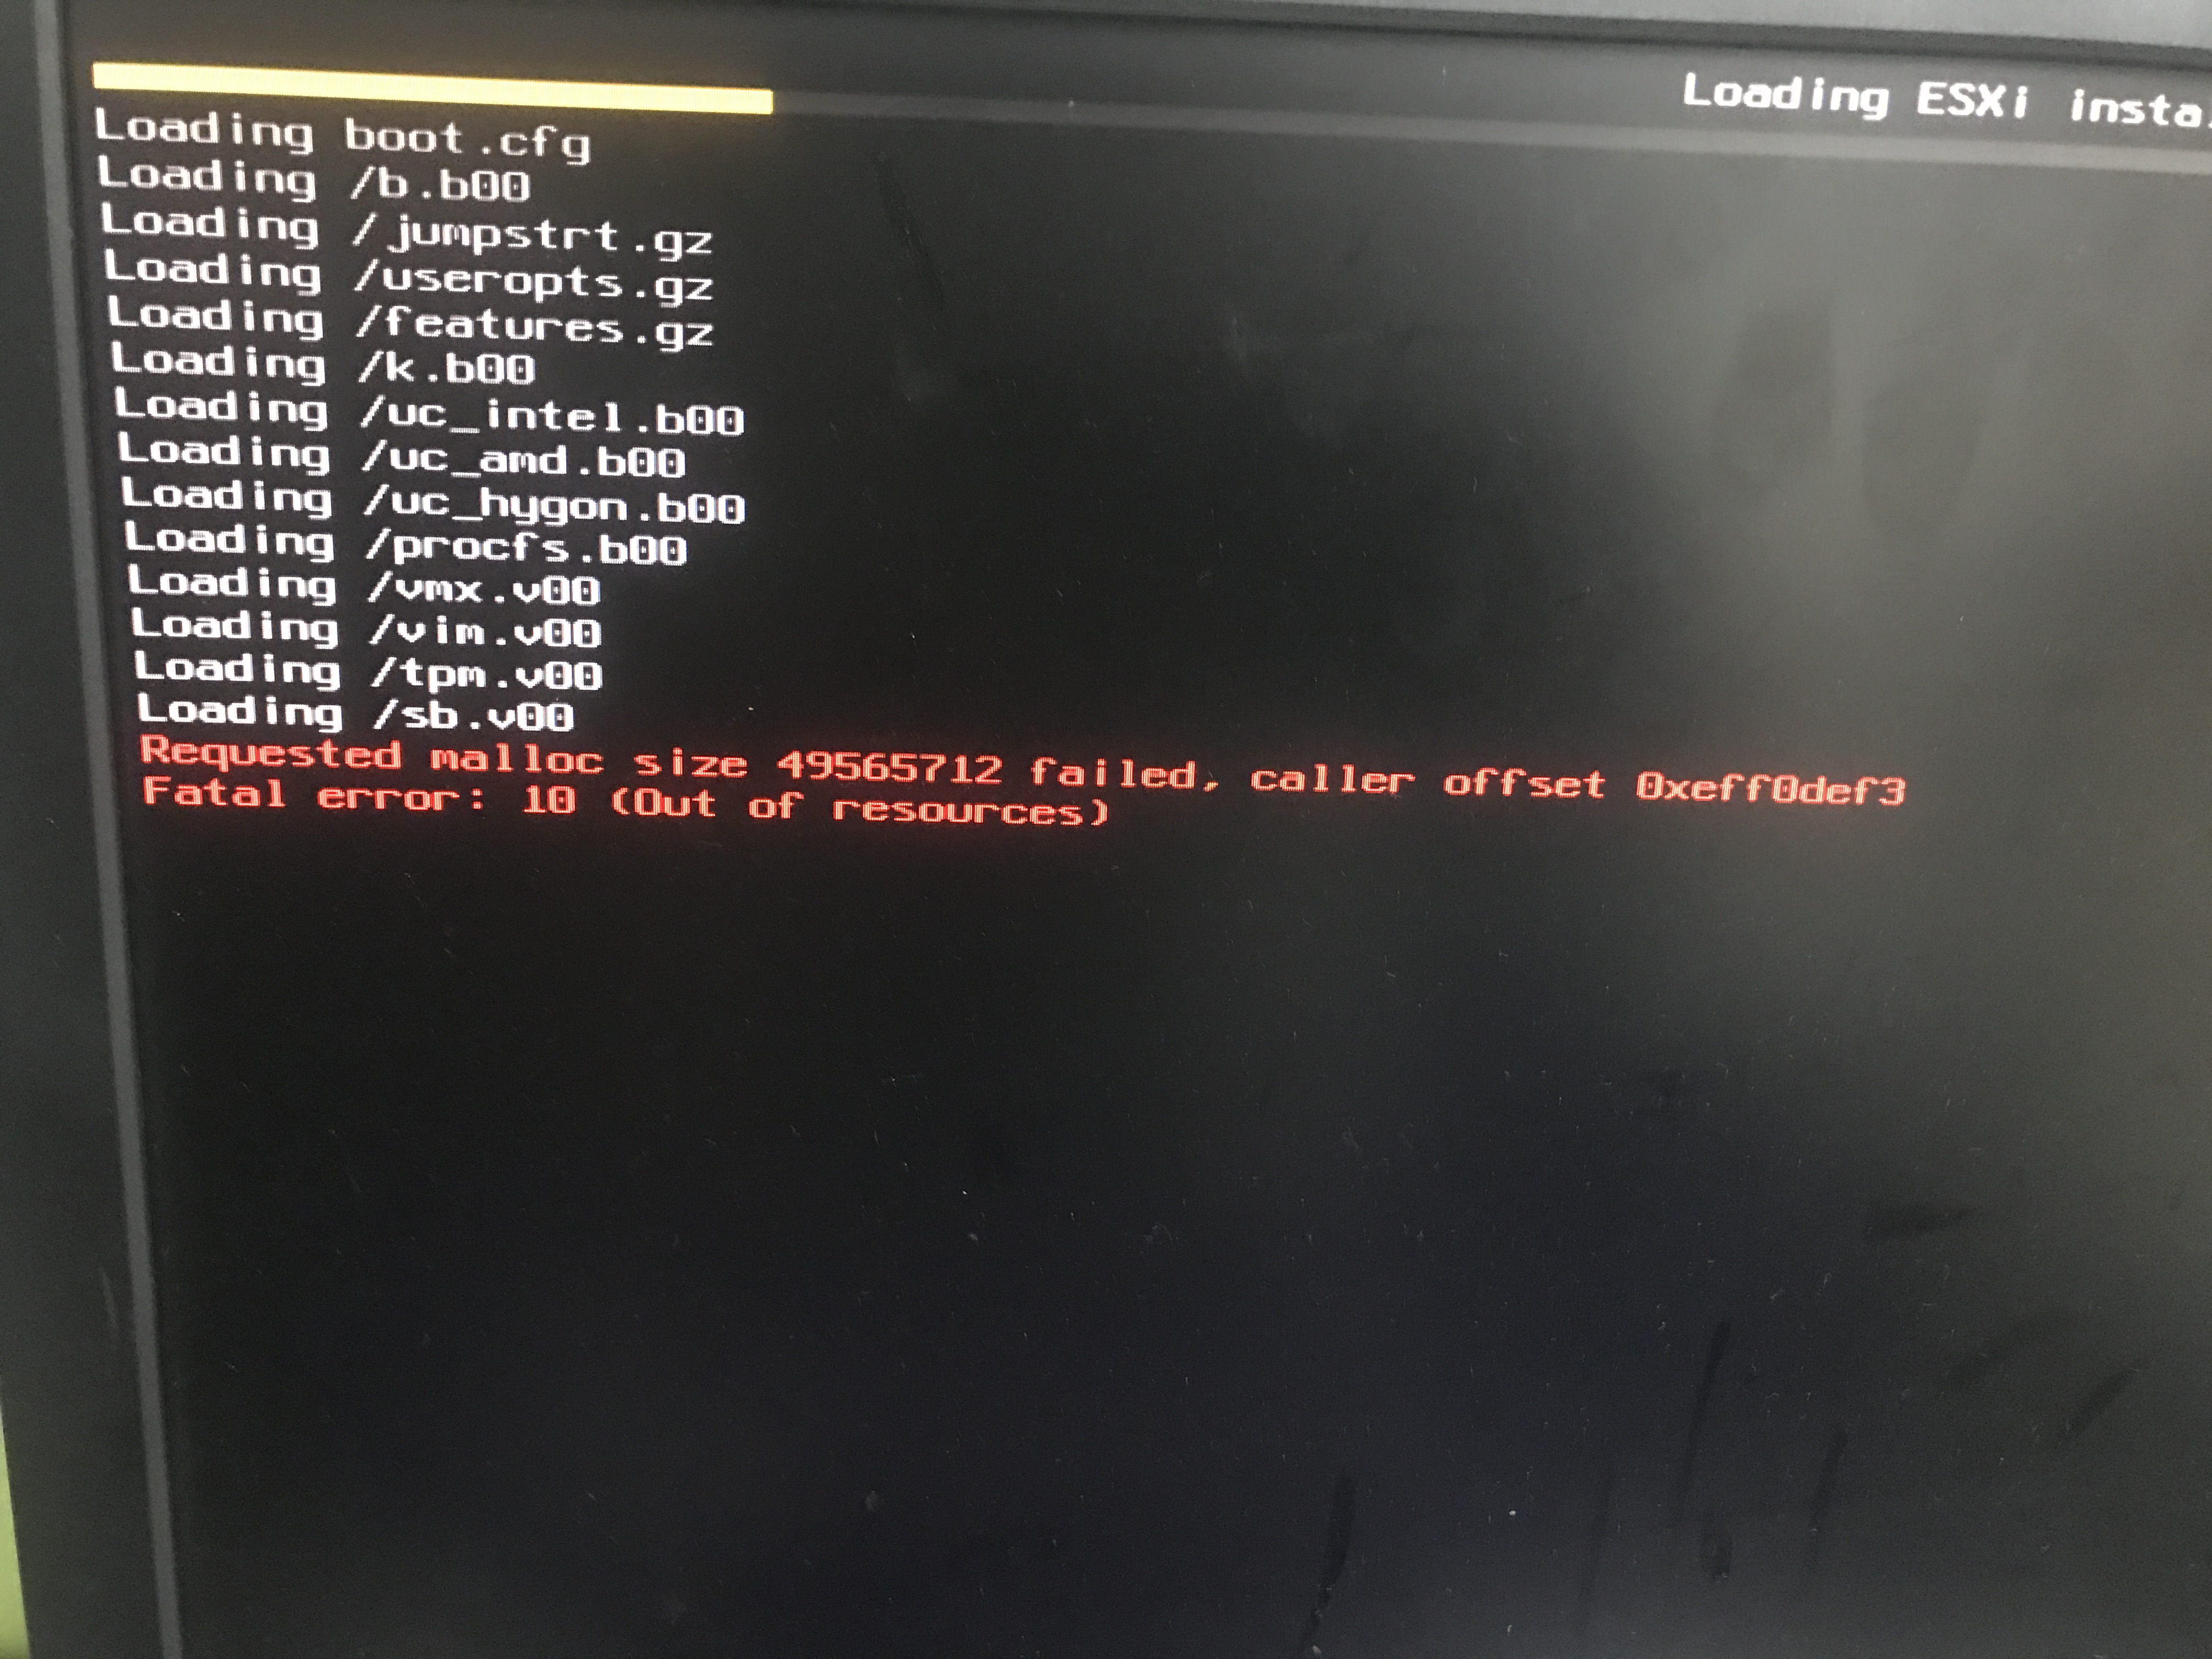 Loading ESXi insta
Loading boot.cfg
Loading /b.b00
Loading /jumpstrt.gz
Loading /useropts.gz
Loading /features.gz
Loading /k.b00
Loading /uc_intel.b00
Loading /uc_amd.b00
Loading /uc_hygon.b00
Loading /procfs.b00
Loading /vmx.v00
Loading /vim.v00
Loading /tpm.v00
Loading /sb.v00
Requested malloc size 49565712 failed, caller offset 0xeff0def3
Fatal error: 10 (Out of resources)